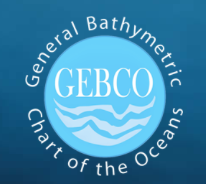 General Bathymetric
GEBCO
Chart of the Oceans